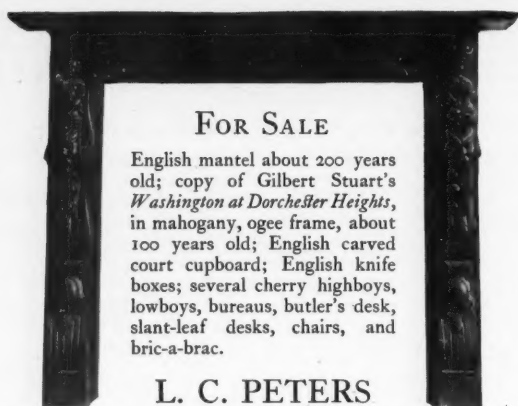 FOR SALE
English mantel about 200 years
old; copy of Gilbert Stuart's
Washington at Dorchester Heights,
in mahogany, ogee frame, about
100 years old; English carved
court cupboard; English knife
boxes; several cherry highboys,
lowboys, bureaus, butler's desk,
slant-leaf desks, chairs, and
bric-a-brac.
L. C. PETERS